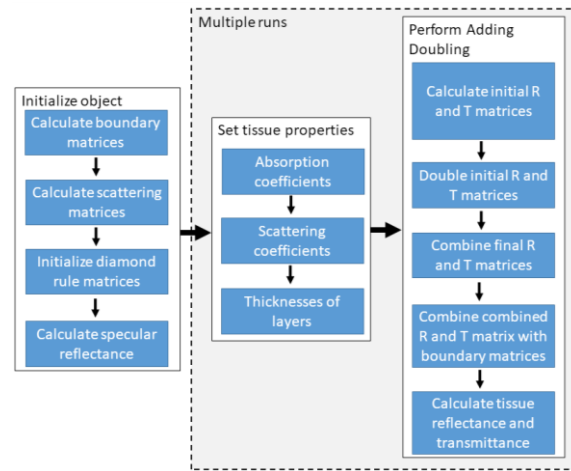 Multiple runs
Initialize object
Calculate boundary
matrices
Calculate scattering
matrices
Initialize diamond
rule matrices
Calculate specular
reflectance
Set tissue properties
Absorption
coefficients
Scattering
coefficients
Thicknesses of
layers
Perform Adding
Doubling
Calculate initial R
and T matrices
Double initial R and
T matrices
Combine final R
and T matrices
Combine combined
R and T matrix with
boundary matrices
Calculate tissue
reflectance and
transmittance